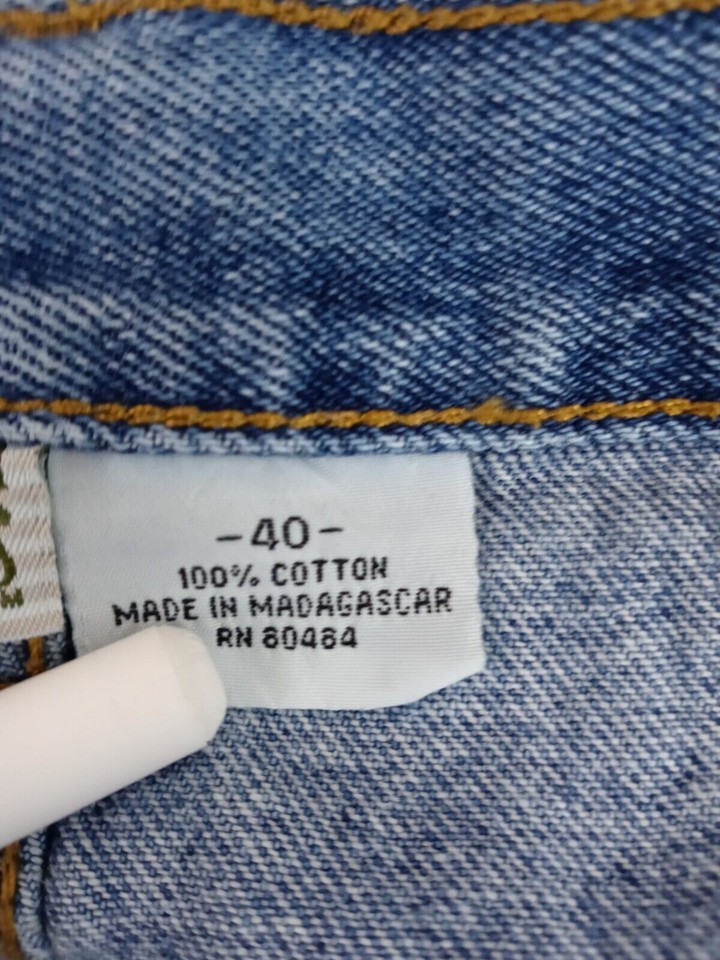 -40-
100% COTTON
MADE IN MADAGASCAR
RN 80484